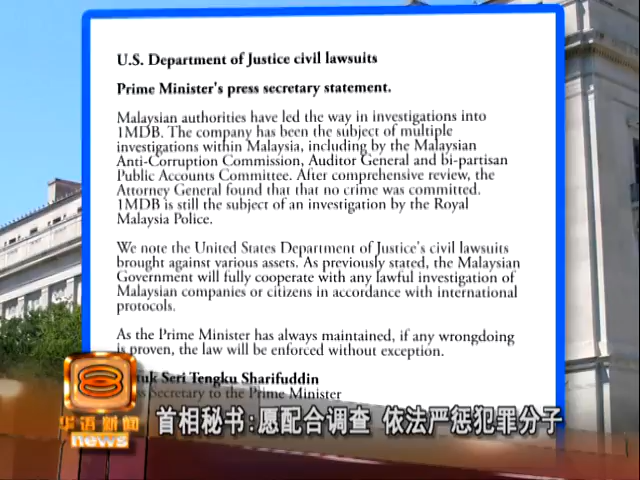 U.S. Department of Justice civil lawsuits
Prime Minister's press secretary statement.
Malaysian authorities have led the way in investigations into
1MDB. The company has been the subject of multiple
investigations within Malaysia, including by the Malaysian
Anti-Corruption Commission, Auditor General and bi-partisan
Public Accounts Committee. After comprehensive review, the
Attorney General found that that no crime was committed.
1MDB is still the subject of an investigation by the Royal
Malaysia Police.
We note the United States Department of Justice's civil lawsuits
brought against various assets. As previously stated, the Malaysian
Government will fully cooperate with any lawful investigation of
Malaysian companies or citizens in accordance with international
protocols.
As the Prime Minister has always maintained, if any wrongdoing
is proven, the law will be enforced without exception.
Seri Tengku Sharifuddin
Secretary to the Prime Minister
8
华语新闻
news
首相秘书:愿配合调查 依法严惩犯罪分子